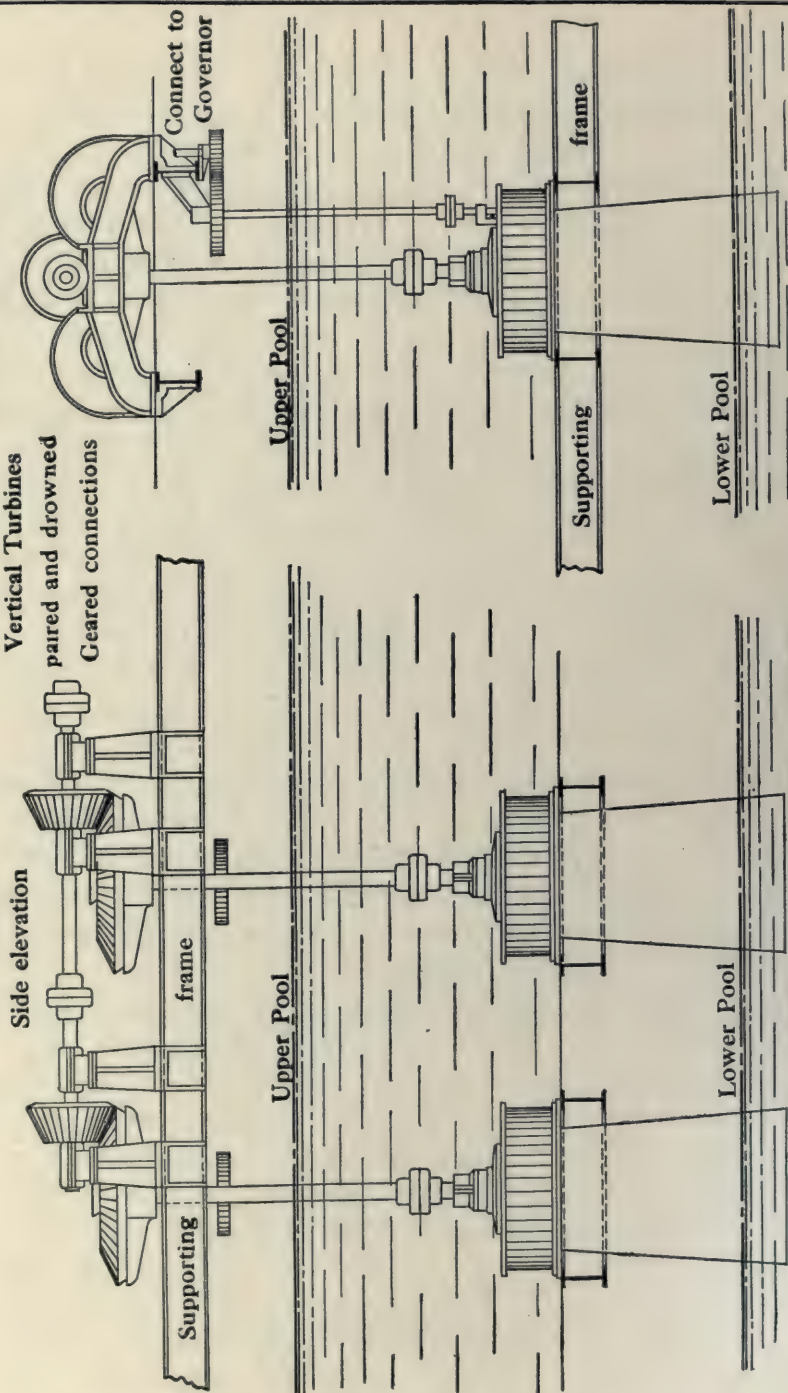 Vertical Turbines
paired and drowned
Geared connections
Side elevation
Connect to
Governor
Supporting
frame
Upper Pool
Upper Pool
Supporting
frame
Lower Pool
Lower Pool